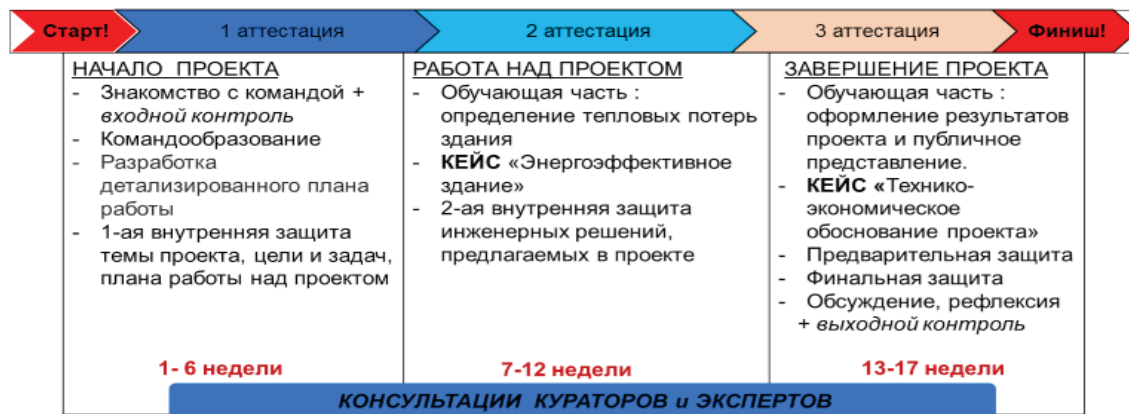 Старт! 1 аттестация 2 аттестация 3 аттестация Финиш!
НАЧАЛО ПРОЕКТА
- Знакомство с командой +
входной контроль
- Командообразование
- Разработка
детализированного плана
работы
- 1-ая внутренняя защита
темы проекта, цели и задач,
плана работы над проектом
1- 6 недели
РАБОТА НАД ПРОЕКТОМ
- Обучающая часть :
определение тепловых потерь
здания
- КЕЙС «Энергоэффективное
здание»
- 2-ая внутренняя защита
инженерных решений,
предлагаемых в проекте
7-12 недели
ЗАВЕРШЕНИЕ ПРОЕКТА
- Обучающая часть :
оформление результатов
проекта и публичное
представление.
- КЕЙС «Технико-
экономическое
обоснование проекта»
- Предварительная защита
- Финальная защита
- Обсуждение, рефлексия
+ выходной контроль
13-17 недели
КОНСУЛЬТАЦИИ КУРАТОРОВ и ЭКСПЕРТОВ